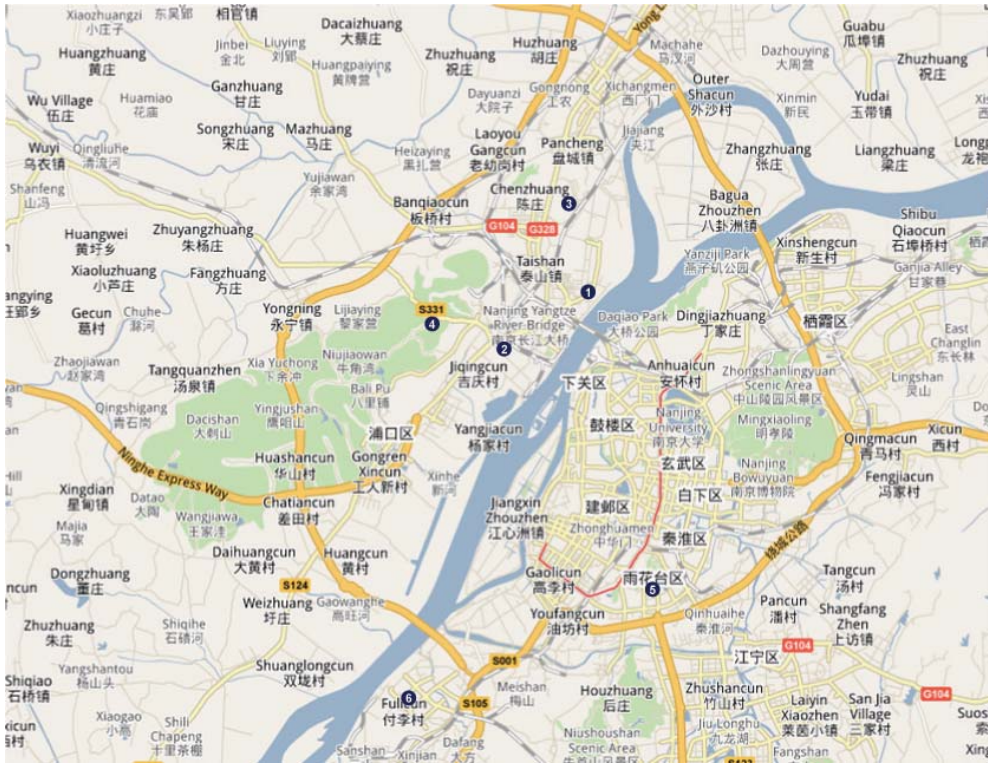 Xiaozhuangzi
小庄子
东吴郢
相官镇
Dacaizhuang
大蔡庄
Yong L
Guabu
瓜埠镇
Huangzhuang
黄庄
Jinbei
金北
Liuying
刘郢
Huzhuang
胡庄
Machahe
马汊河
Dazhouying
大周营
Zhuzhuang
祝庄
Huangpaiying
黄牌营
Zhuzhuang
祝庄
Wu Village
伍庄
Huamiao
花庙
Ganzhuang
甘庄
Dayuanzi
大院子
Gongnong
工农
Xichangmen
西厂门
Outer
Shacun
外沙村
Xinmin
新民
Yudai
玉带镇
Songzhuang
宋庄
Mazhuang
马庄
Laoyou
Gangcun
老幼岗村
Pancheng
盘城镇
Jiajiang
夹江
Wuyi
乌衣镇
Qingliuhe
清流河
Heizaying
黑扎营
Zhangzhuang
张庄
Liangzhuang
梁庄
Longp
龙袍
Shanfeng
山冯
Yujiawan
余家湾
Chenzhuang
陈庄
3
Bagua
Zhouzhen
八卦洲镇
Banqiaocun
板桥村
G104
G328
Shibu
Qiaocun
石埠桥村
Huangwei
黄圩乡
Zhuyangzhuang
朱杨庄
Xinshengcun
新生村
Taishan
泰山镇
Yanziji Park
燕子矶公园
Ganjia Alley
甘家巷
Xiaoluzhuang
小芦庄
Fangzhuang
方庄
1
Gecun
葛村
Chuhe
滁河
Yongning
永宁镇
Lijiaying
黎家营
S331
4
Nanjing Yangtze
River Bridge
南京长江大桥
Daqiao Park
大桥公园
Dingjiazhuang
丁家庄
栖霞区
East
Changlin
东长林
Zhaojiawan
赵家湾
Tangquanzhen
汤泉镇
Xia Yuchong
下余冲
Niujiaowan
牛角湾
2
Jiqingcun
吉庆村
Anhuaicun
安怀村
下关区
Zhongshanlingyuan
Scenic Area
中山陵园风景区
Lingshan
灵山
Bali Pu
八里铺
Qingshigang
青石岗
Dacishan
大刺山
Yingjushan
鹰咀山
浦口区
Yangjiacun
杨家村
鼓楼区
Nanjing
University
南京大学
Mingxiaoling
明孝陵
Qingmacun
青马村
Xicun
西村
Ninghe Express Way
Huashancun
华山村
Gongren
Xincun
工人新村
Xinhe
新河
玄武区
Nanjing
Bowuyuan
南京博物院
Fengjiacun
冯家村
Xingdian
星甸镇
Datao
大陶
Chatiancun
差田村
Jiangxin
Zhouzhen
江心洲镇
白下区
Majia
马家
Wangjiawa
王家洼
建邺区
Zhonghuamen
中华门
秦淮区
绕城公路
Daihuangcun
大黄村
Huangcun
黄村
Dongzhuang
董庄
S124
Gaolicun
高李村
雨花台区
5
Tangcun
汤村
Weizhuang
圩庄
Gaowanghe
高旺河
Youfangcun
油坊村
Qinhuaihe
秦淮河
Pancun
潘村
Shangfang
Zhen
上访镇
Zhuzhuang
朱庄
Shiqihe
石碛河
G104
Shuanglongcun
双垅村
S001
江宁区
Yangshantou
杨山头
Shiqiao
石桥镇
6
Fulicun
付李村
S105
Meishan
梅山
Houzhuang
后庄
Zhushancun
竹山村
Laiyin
Xiaozhen
莱茵小镇
San Jia
Village
三家村
G104
Xiaogao
小高
Shili
Chapeng
十里茶棚
Niushoushan
Scenic Area
Jiu Longhu
九龙湖
Sanshan
Xinjian
Dafang
Fangshan